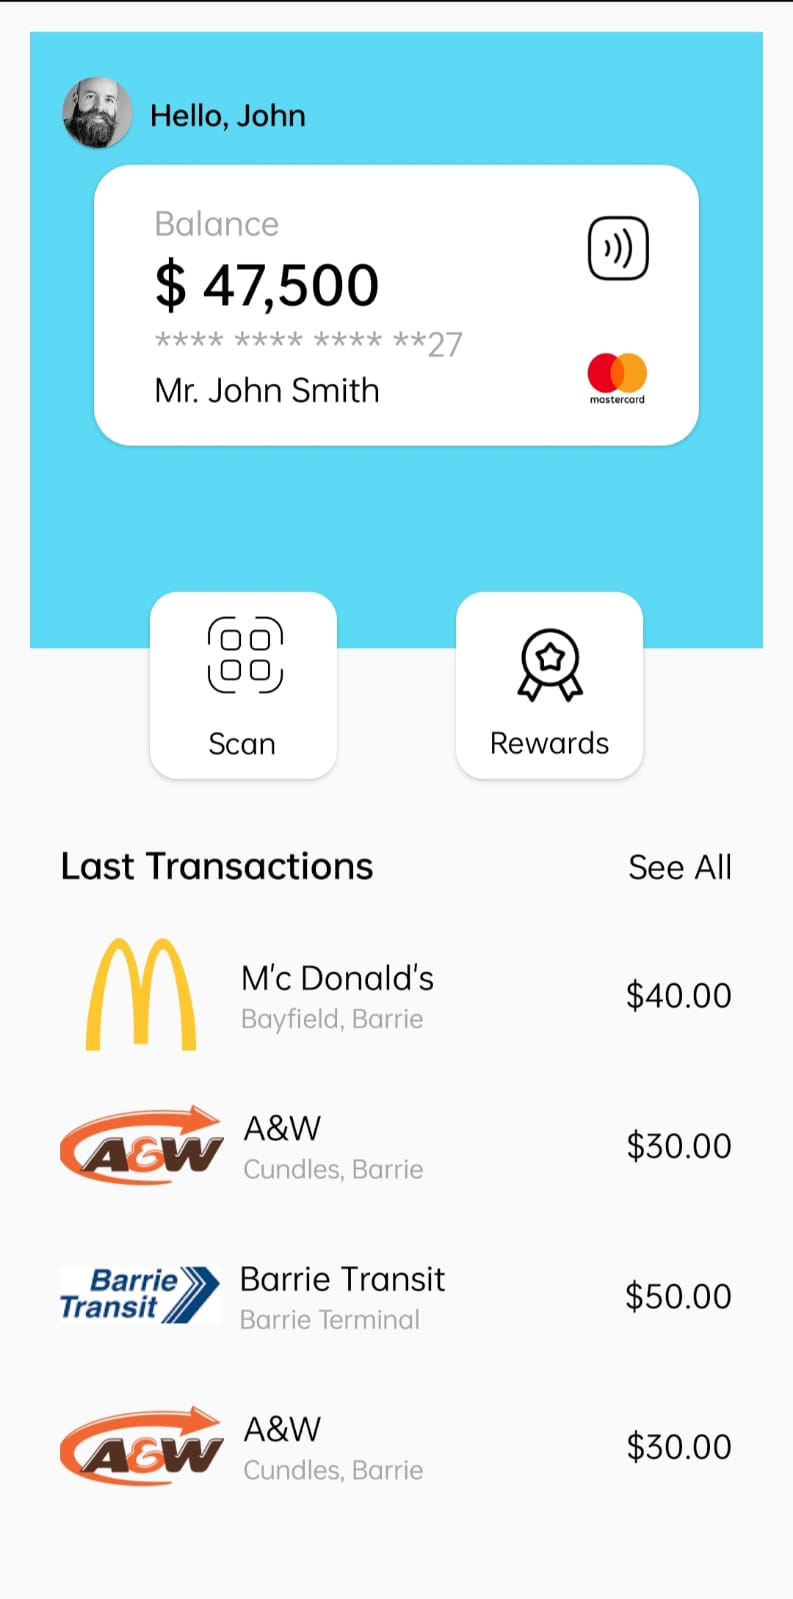 Hello, John
Balance
$ 47,500
**** **** **** **27
Mr. John Smith
mastercard
Scan
Rewards
Last Transactions
See All
M'c Donald's
Bayfield, Barrie
$40.00
A&W
A&W
Cundles, Barrie
$30.00
Barrie
Transit
Barrie Transit
Barrie Terminal
$50.00
A&W
A&W
Cundles, Barrie
$30.00